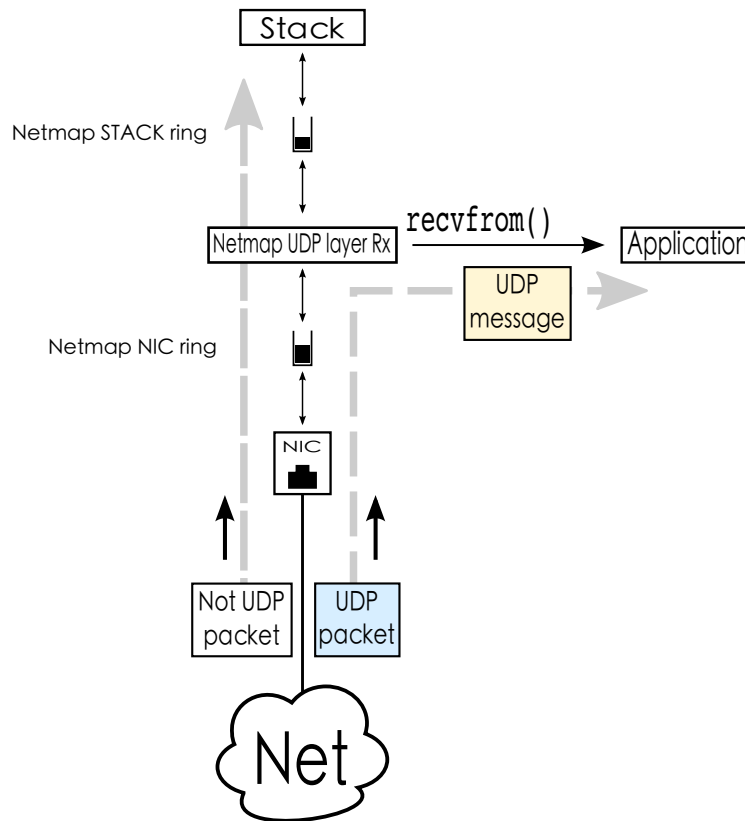 Stack
Netmap STACK ring
Netmap UDP layer Rx
recvfrom()
Application
UDP
message
Netmap NIC ring
NIC
Not UDP
packet
UDP
packet
Net